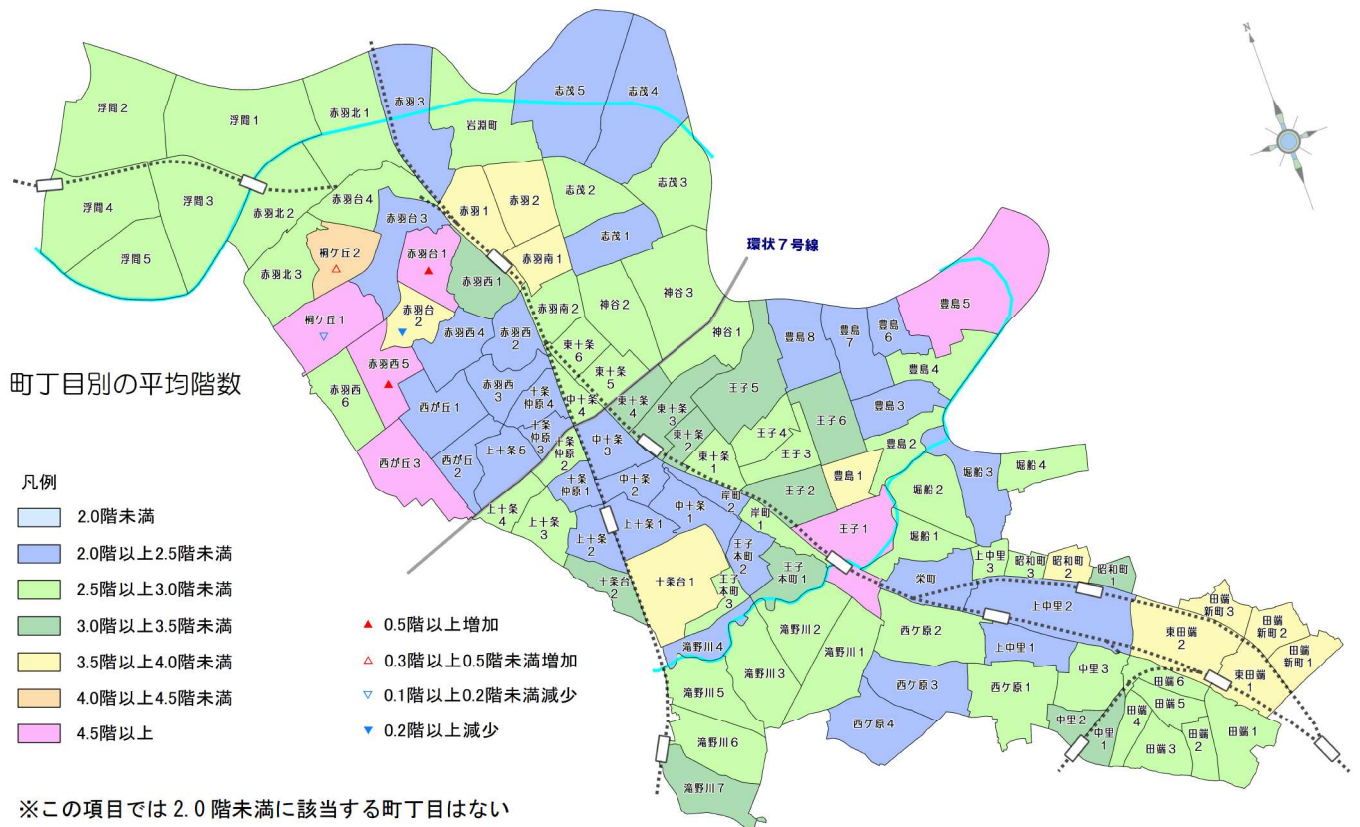 N
志茂5
志茂4
赤羽3
浮間2
浮間1
赤羽北1
岩淵町
志茂2
志茂3
赤羽台4
赤羽1
赤羽2
浮間4
浮間3
赤羽北2
赤羽台3
志茂1
環状7号線
桐ケ丘2
赤羽台1
赤羽南1
浮間5
赤羽北3
赤羽西1
神谷3
神谷2
赤羽南2
豊島5
桐ケ丘1
赤羽台
2
赤羽西4
赤羽西
2
神谷1
豊島8
豊島
7
豊島
6
東十条
6
赤羽西5
東十条
5
豊島4
町丁目別の平均階数
赤羽西
6
赤羽西
3
十条
仲原4
中十条
4
東十条
4
王子5
西が丘1
東十条
3
豊島3
王子6
十条
仲原
3
東十条
2
王子4
西が丘3
西が丘
2
上十条5
十条
仲原
2
中十条
3
東十条
1
王子3
豊島2
堀船3
堀船4
凡例
十条
仲原1
中十条
2
岸町
2
王子2
豊島1
堀船2
2.0階未満
上十条
4
上十条
3
上十条1
中十条
1
岸町
1
王子1
2.0階以上2.5階未満
上十条
2
王子
本町
2
堀船1
上中里
3
昭和町
3
昭和町
2
昭和町
1
2.5階以上3.0階未満
十条台
2
十条台1
王子
本町
3
王子
本町1
栄町
上中里2
田端
新町3
田端
新町2
田端
新町1
3.0階以上3.5階未満
0.5階以上増加
滝野川4
滝野川2
西ケ原2
上中里1
東田端
2
3.5階以上4.0階未満
0.3階以上0.5階未満増加
滝野川3
滝野川1
中里3
東田端
1
4.0階以上4.5階未満
0.1階以上0.2階未満減少
滝野川5
西ケ原3
西ケ原1
田端6
田端5
4.5階以上
0.2階以上減少
西ケ原4
中里2
中里
1
田端
4
田端3
田端
2
田端1
滝野川6
滝野川7
※この項目では2.0階未満に該当する町丁目はない